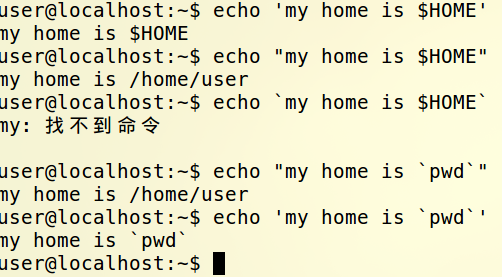 user@localhost:~$ echo 'my home is $HOME'
my home is $HOME
user@localhost:~$ echo "my home is $HOME"
my home is /home/user
user@localhost:~$ echo `my home is $HOME`
my: 找不到命令
user@localhost:~$ echo "my home is `pwd`"
my home is /home/user
user@localhost:~$ echo 'my home is `pwd`'
my home is `pwd`
user@localhost:~$